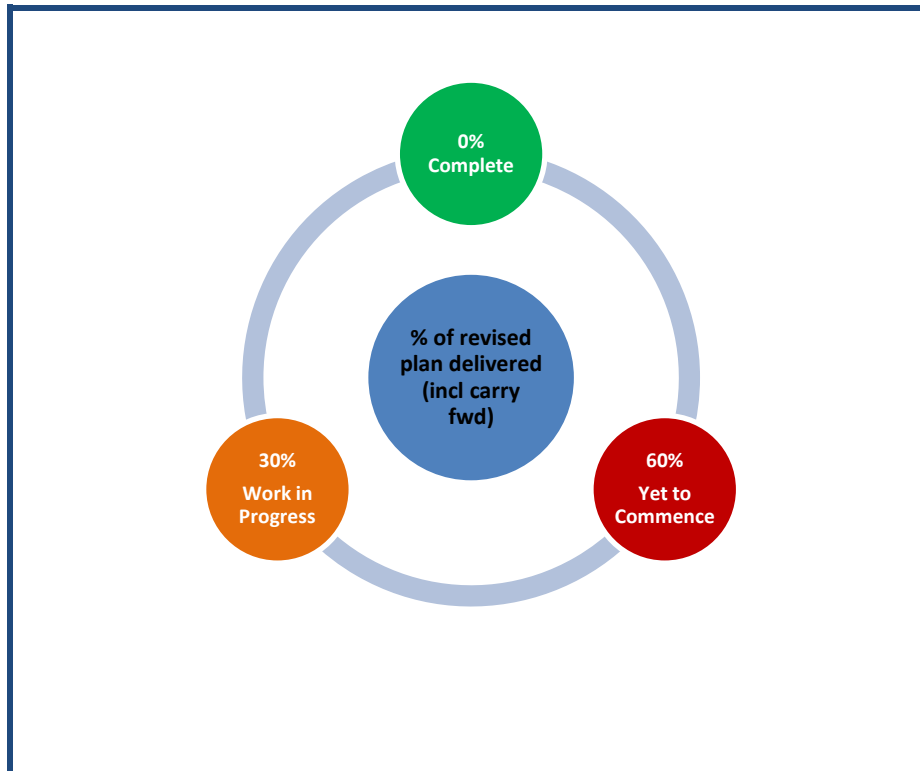 0%
Complete
% of revised
plan delivered
(incl carry
fwd)
30%
Work in
Progress
60%
Yet to
Commence